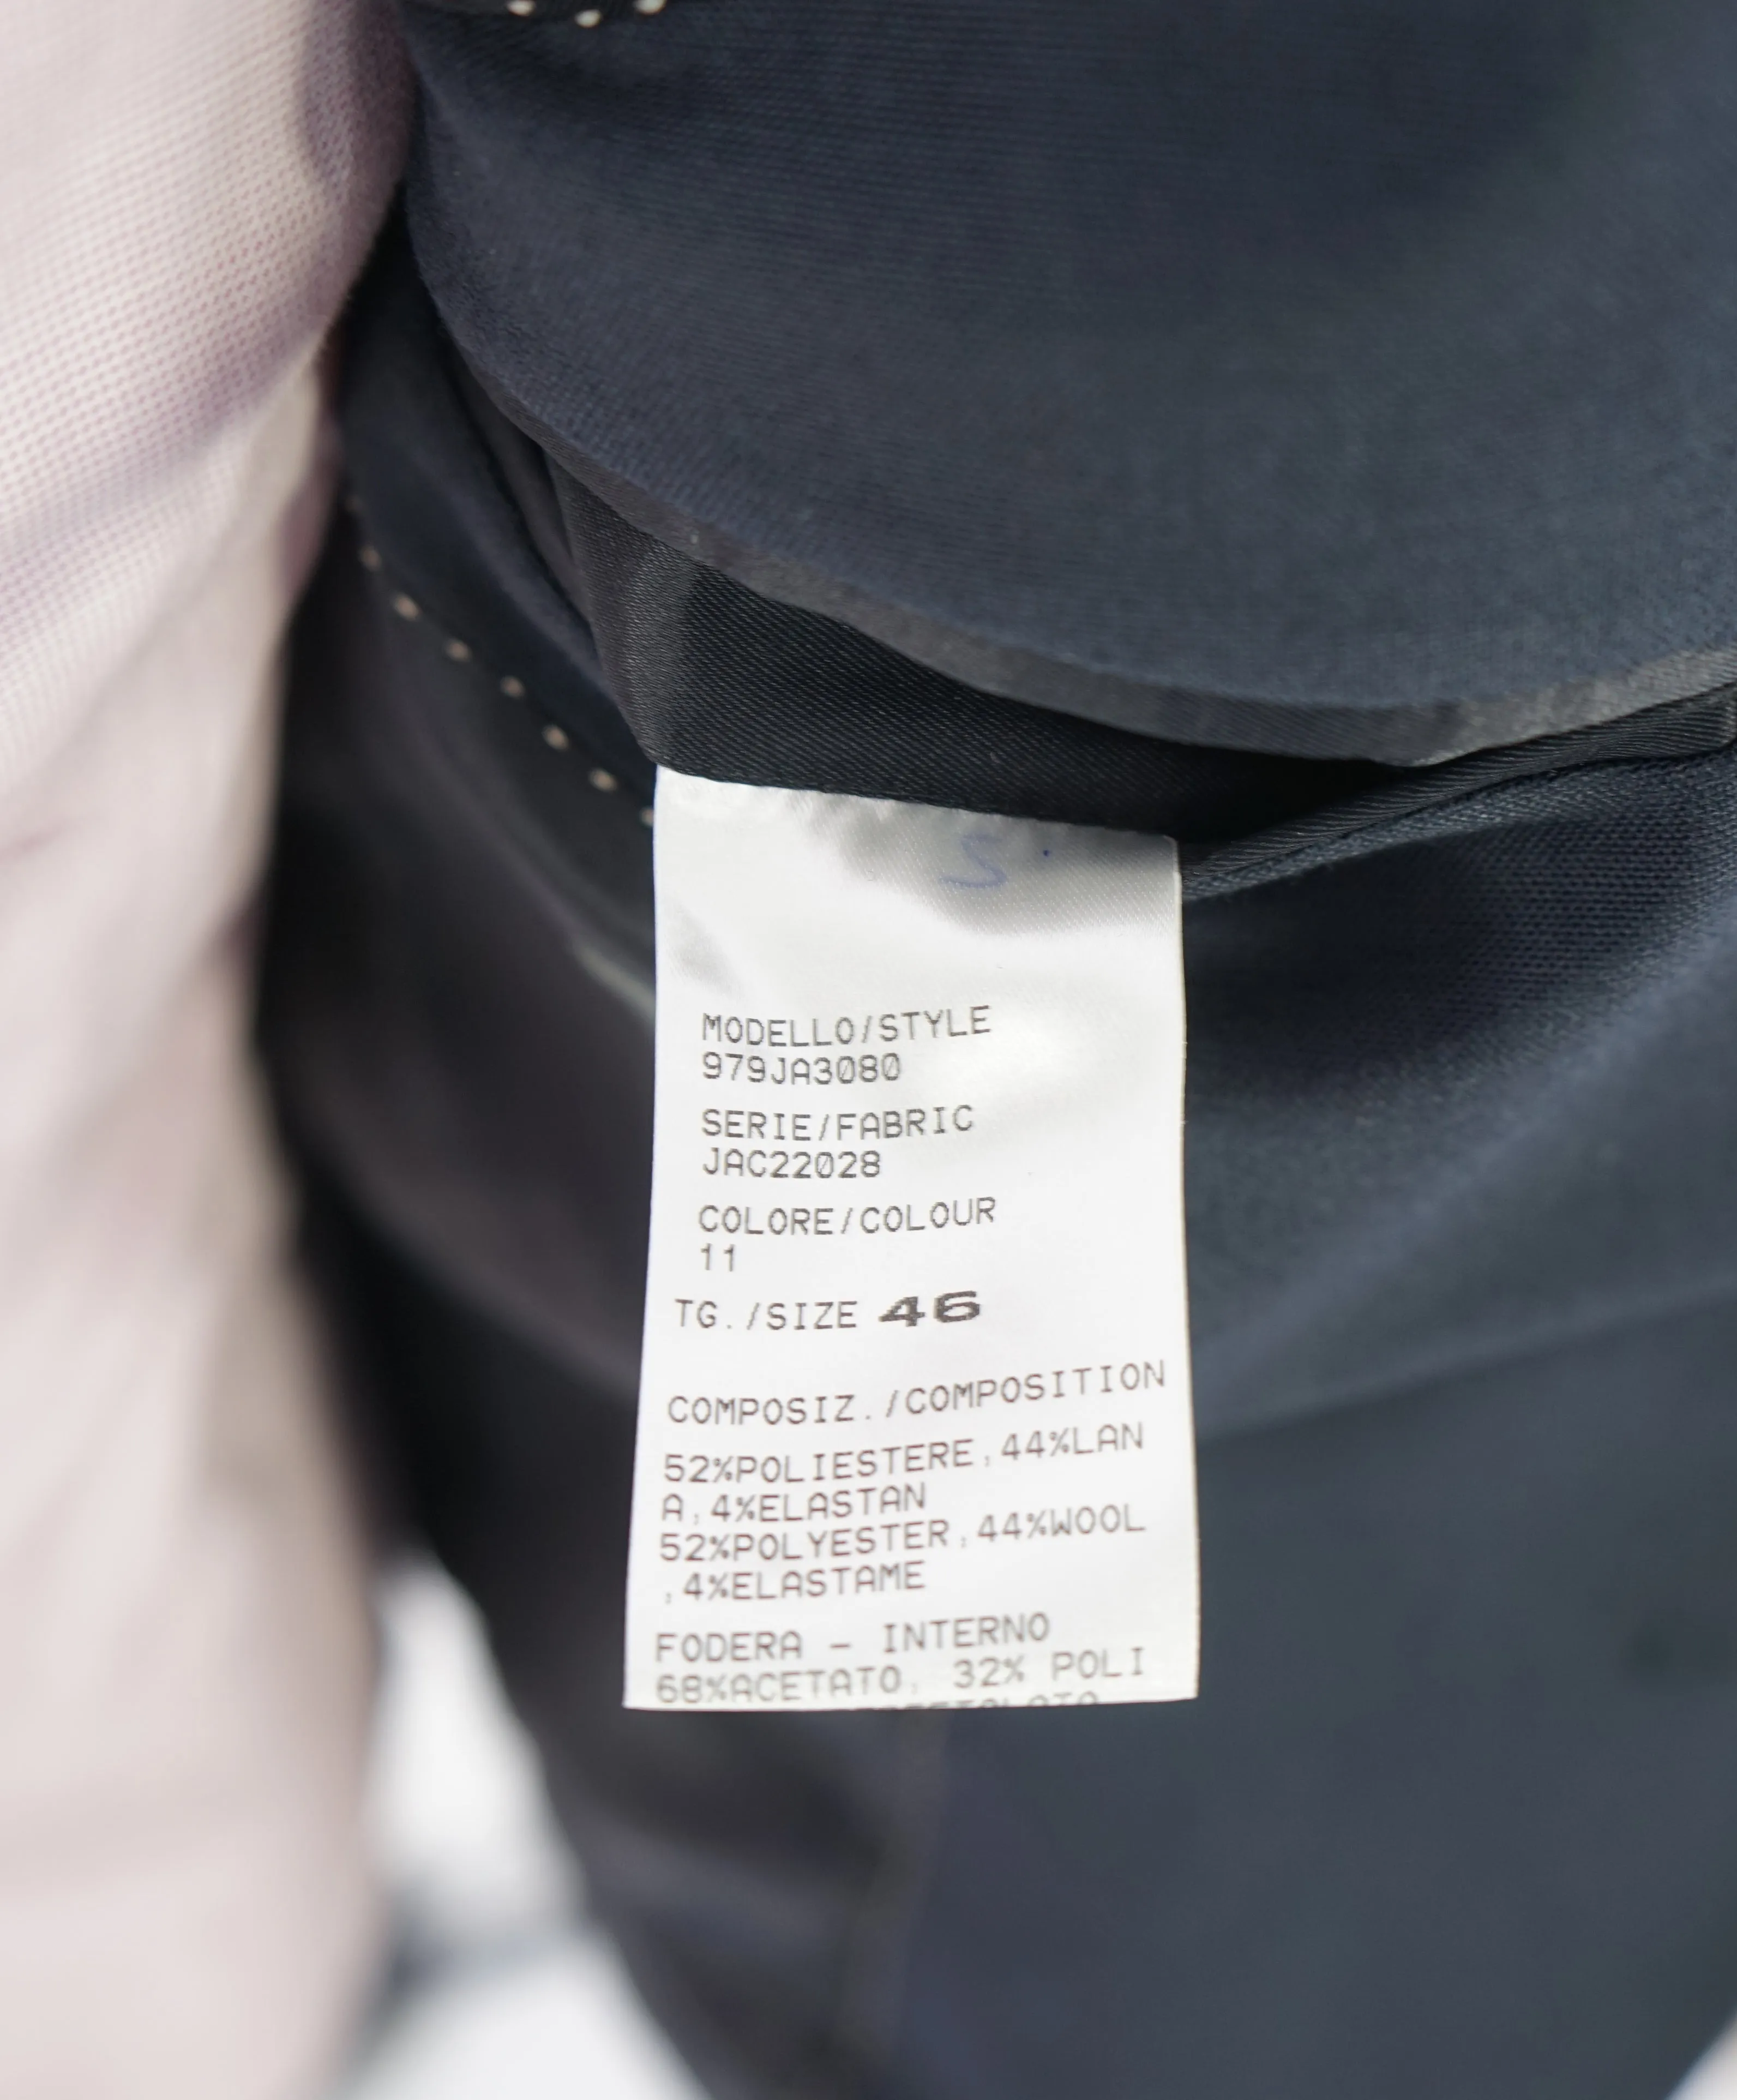 S
MODELLO/STYLE
979JA3080
SERIE/FABRIC
JAC22028
COLORE/COLOUR
11
TG./SIZE 46
COMPOSIZ./COMPOSITION
52%POLIESTERE,44%LAN
A,4%ELASTAN
52%POLYESTER,44%WOOL
,4%ELASTAME
FODERA - INTERNO
68%ACETATO, 32% POLI